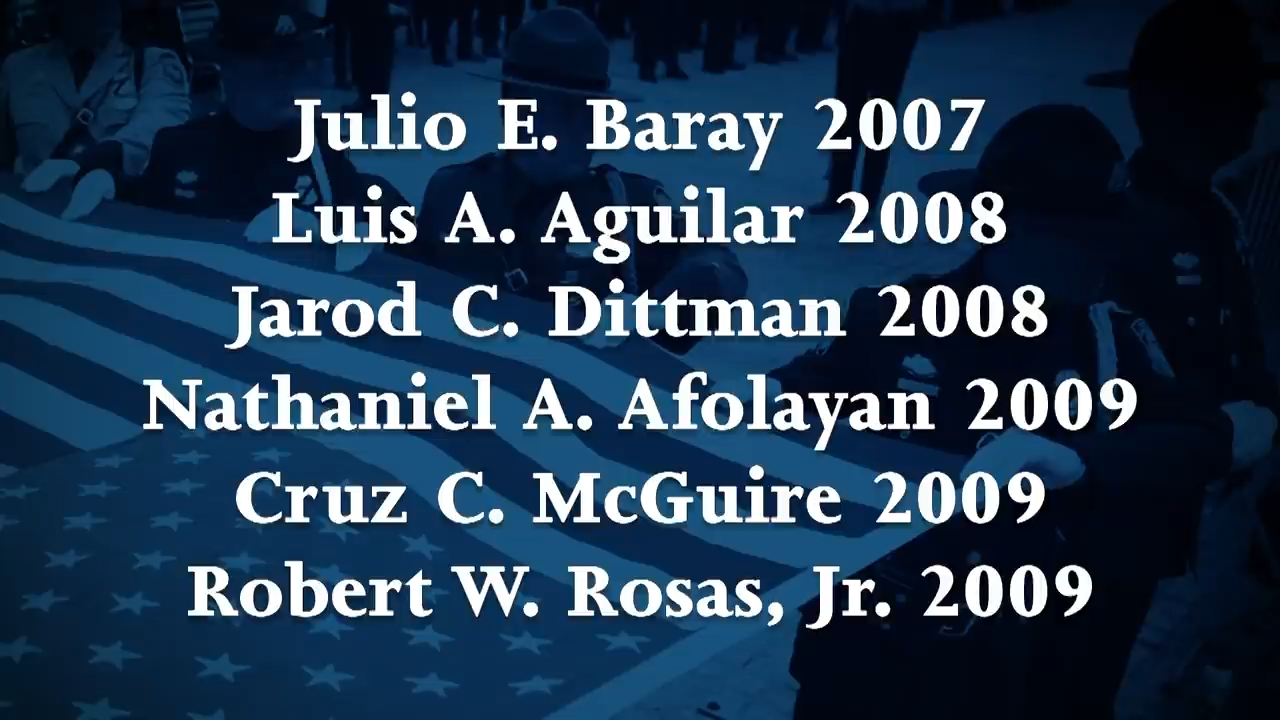 Julio E. Baray 2007
Luis A. Aguilar 2008
Jarod C. Dittman 2008
Nathaniel A. Afolayan 2009
Cruz C. McGuire 2009
Robert W. Rosas, Jr. 2009